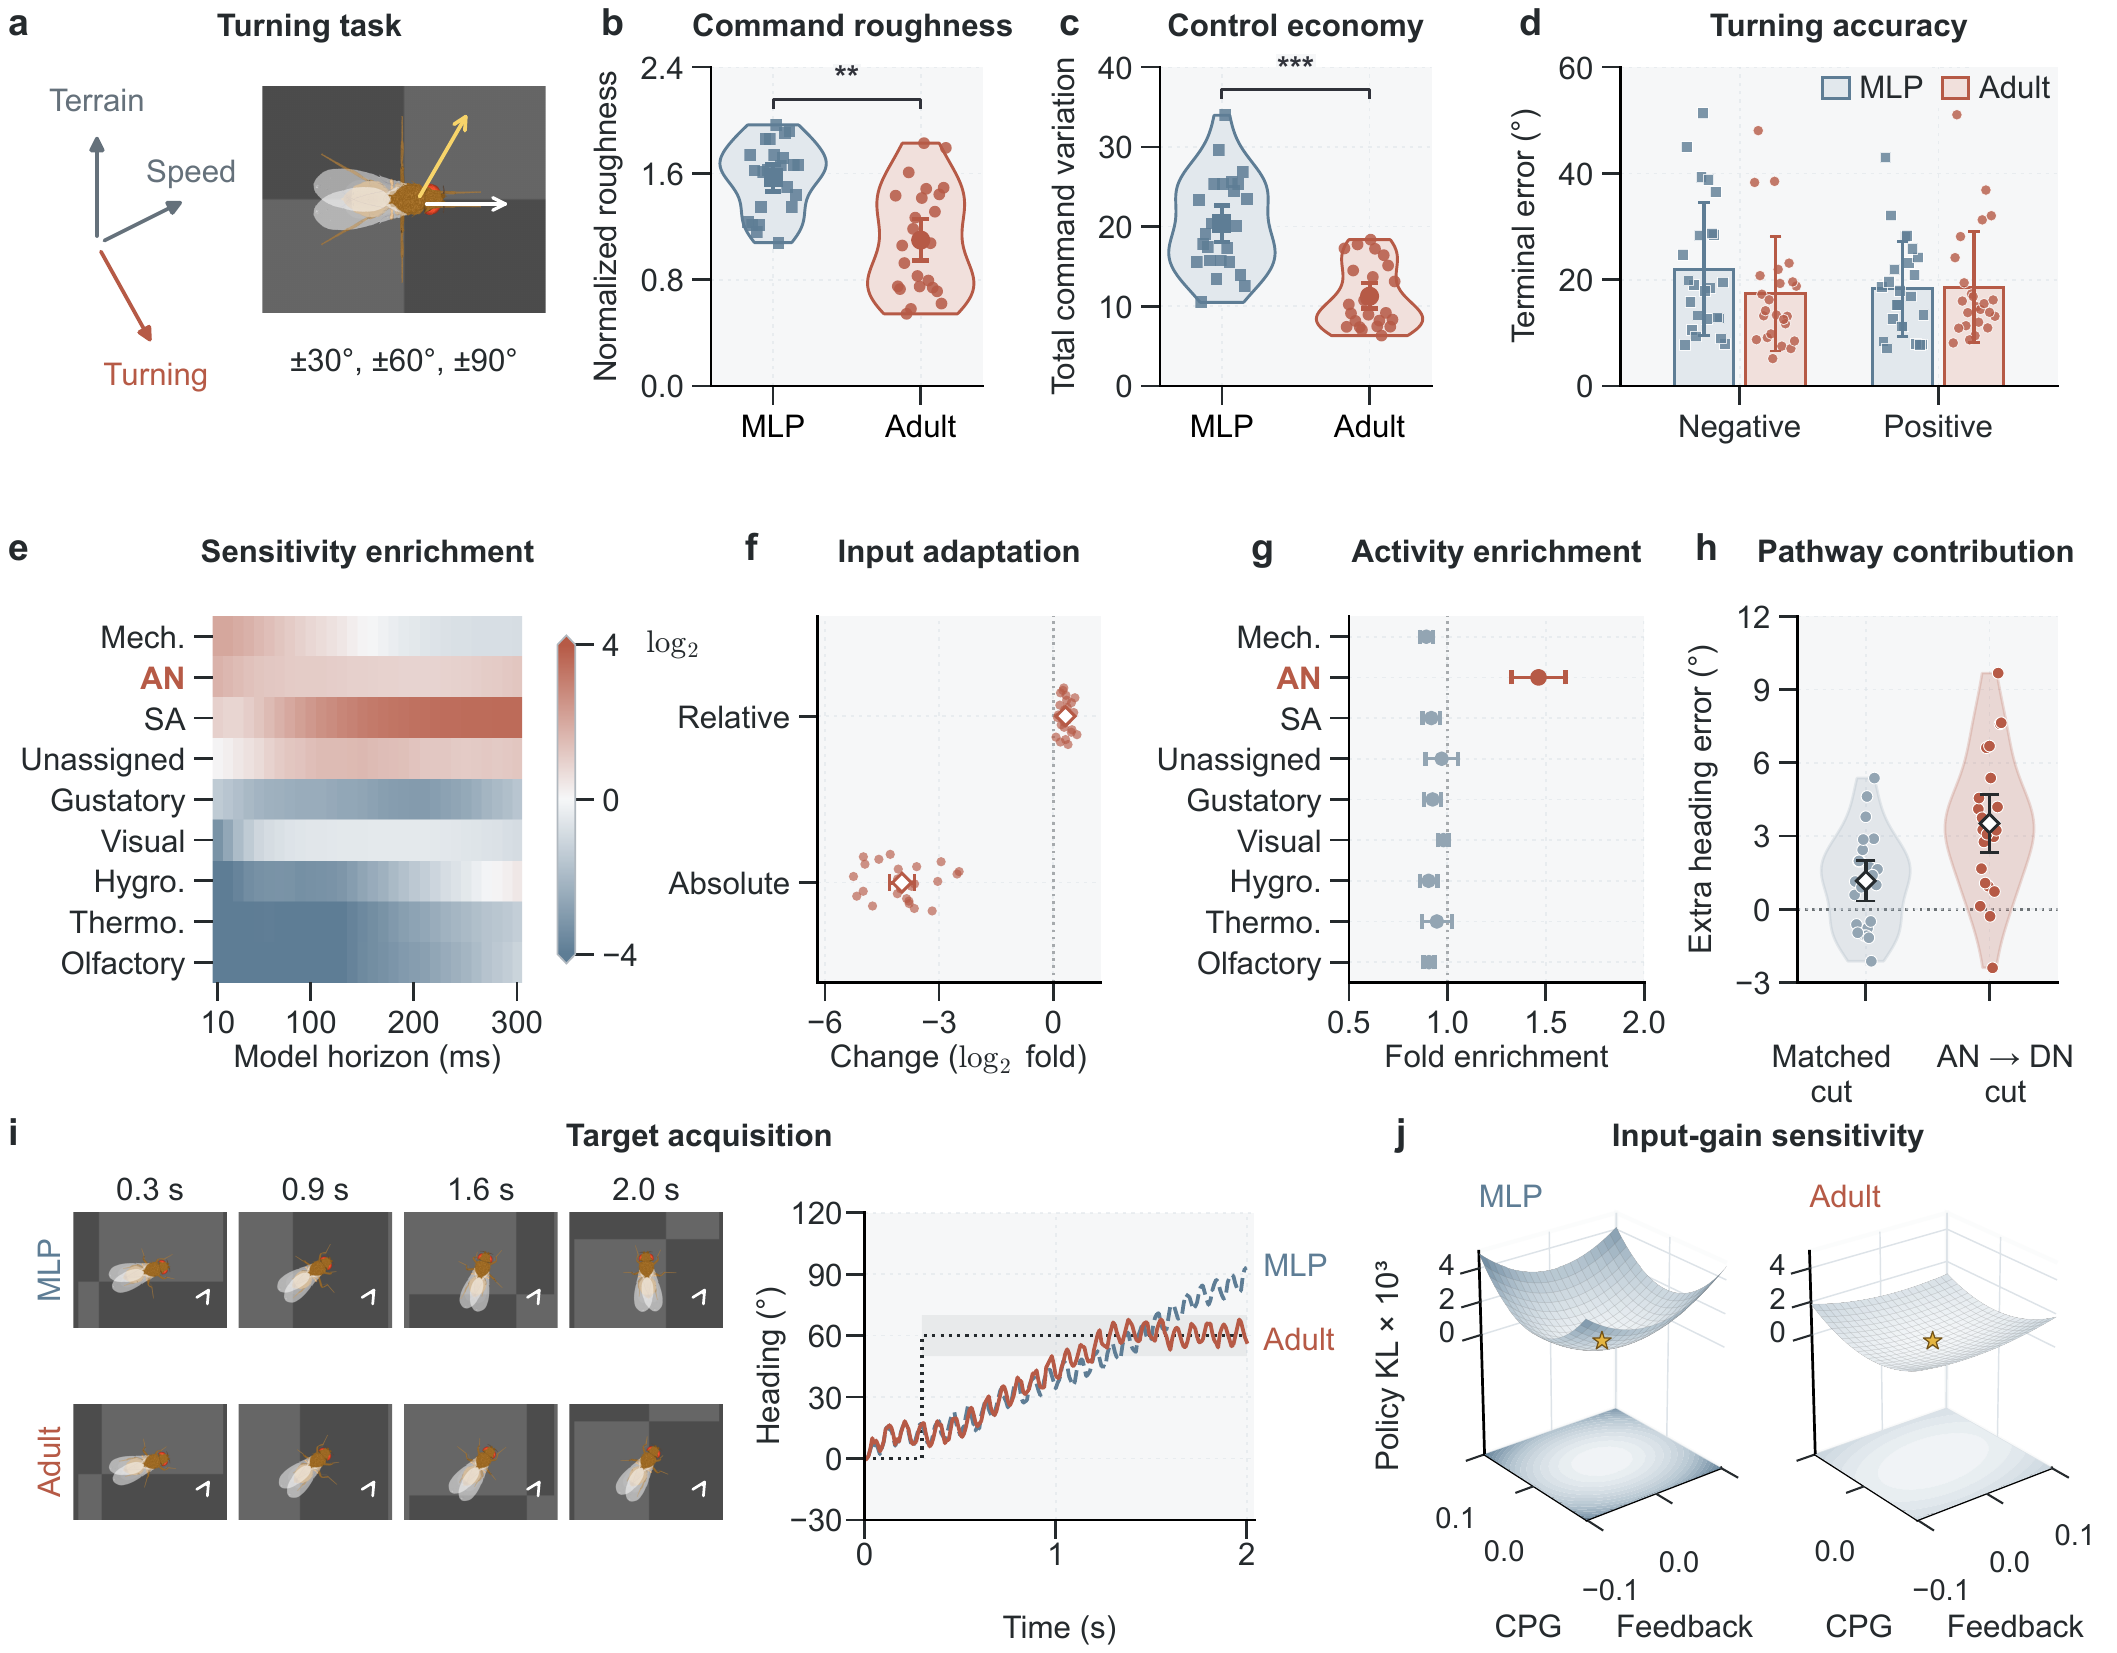 a Turning task
Terrain
Speed
Turning
±30°, ±60°, ±90°
b Command roughness
Normalized roughness
2.4
1.6
0.8
0.0
**
MLP Adult
c Control economy
Total command variation
40
30
20
10
0
***
MLP Adult
d Turning accuracy
Terminal error (°)
60
40
20
0
MLP Adult
Negative Positive
e Sensitivity enrichment
Mech.
AN
SA
Unassigned
Gustatory
Visual
Hygro.
Thermo.
Olfactory
10 100 200 300
Model horizon (ms)
4 log₂
0
−4
f Input adaptation
Relative
Absolute
−6 −3 0
Change (log₂ fold)
g Activity enrichment
Mech.
AN
SA
Unassigned
Gustatory
Visual
Hygro.
Thermo.
Olfactory
0.5 1.0 1.5 2.0
Fold enrichment
h Pathway contribution
Extra heading error (°)
12
9
6
3
0
−3
Matched cut
AN → DN cut
i Target acquisition
0.3 s 0.9 s 1.6 s 2.0 s
MLP
Adult
Heading (°)
120
90
60
30
0
−30
MLP
Adult
0 1 2
Time (s)
j Input-gain sensitivity
MLP Adult
Policy KL × 10³
4
2
0
0.1
0.0
−0.1
0.0
CPG Feedback
4
2
0
0.0
−0.1
0.0
0.1
CPG Feedback